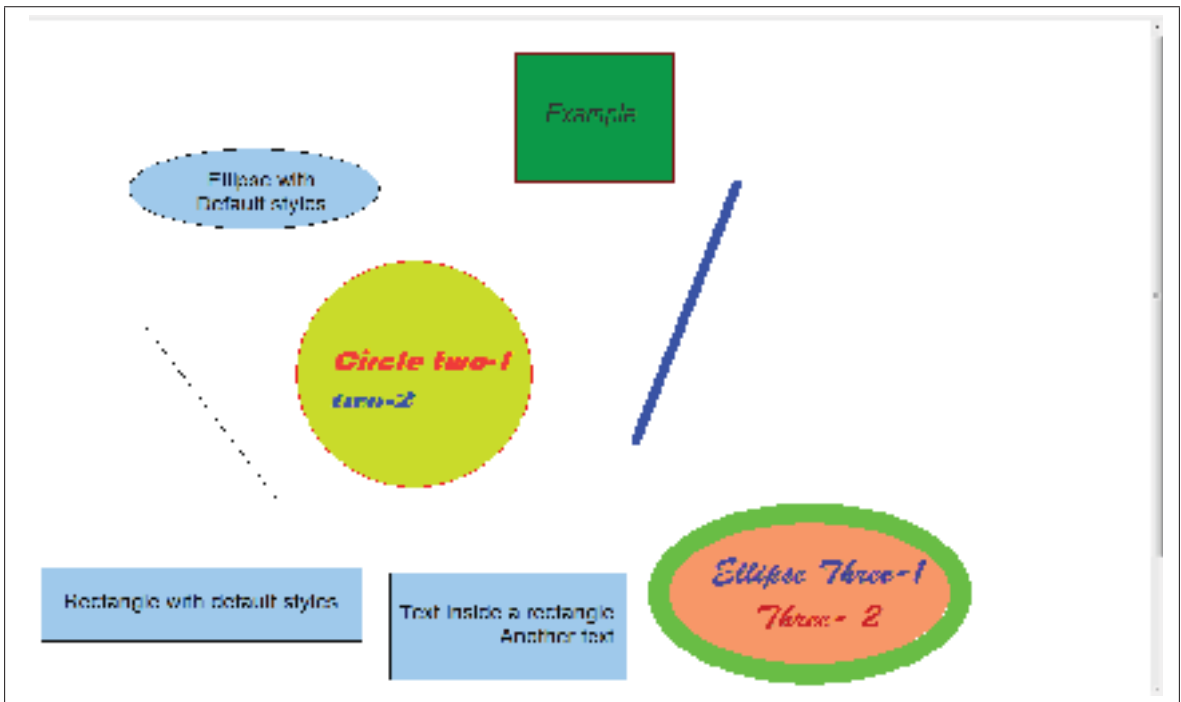 Example
Ellipse with
Default styles
Circle two-1
two-2
Ellipse Three-1
Three- 2
Rectangle with default styles
Text inside a rectangle
Another text